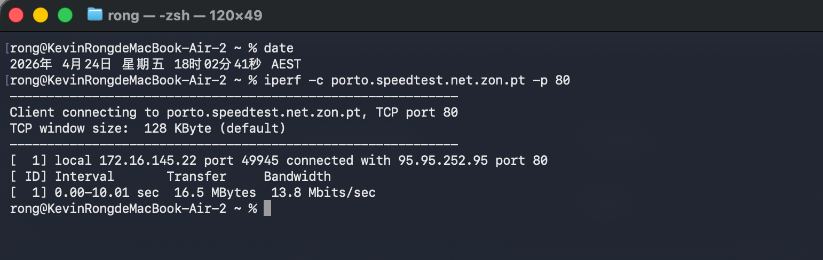 rong — -zsh — 120×49
[rong@KevinRongdeMacBook-Air-2 ~ % date
2026年 4月24日 星期五 18时02分41秒 AEST
[rong@KevinRongdeMacBook-Air-2 ~ % iperf -c porto.speedtest.net.zon.pt -p 80
------------------------------------------------------------
Client connecting to porto.speedtest.net.zon.pt, TCP port 80
TCP window size:  128 KByte (default)
------------------------------------------------------------
[  1] local 172.16.145.22 port 49945 connected with 95.95.252.95 port 80
[ ID] Interval       Transfer     Bandwidth
[  1] 0.00-10.01 sec  16.5 MBytes  13.8 Mbits/sec
rong@KevinRongdeMacBook-Air-2 ~ %